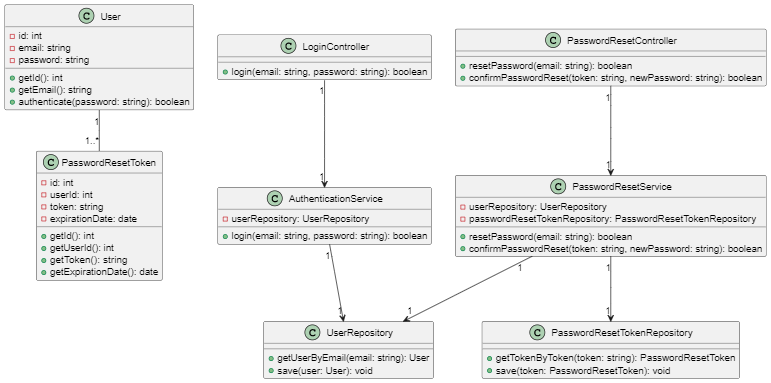 C User
id: int
email: string
password: string
getId(): int
getEmail(): string
authenticate(password: string): boolean
1
1..*
C PasswordResetToken
id: int
userId: int
token: string
expirationDate: date
getId(): int
getUserId(): int
getToken(): string
getExpirationDate(): date
C LoginController
login(email: string, password: string): boolean
1
1
C AuthenticationService
userRepository: UserRepository
login(email: string, password: string): boolean
1
1
C PasswordResetController
resetPassword(email: string): boolean
confirmPasswordReset(token: string, newPassword: string): boolean
1
1
C PasswordResetService
userRepository: UserRepository
passwordResetTokenRepository: PasswordResetTokenRepository
resetPassword(email: string): boolean
confirmPasswordReset(token: string, newPassword: string): boolean
1
1
1
1
C UserRepository
getUserByEmail(email: string): User
save(user: User): void
C PasswordResetTokenRepository
getTokenByToken(token: string): PasswordResetToken
save(token: PasswordResetToken): void